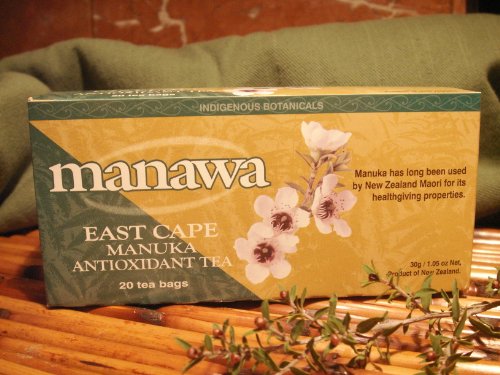 INDIGENOUS BOTANICALS
manawa
EAST CAPE
MANUKA
ANTIOXIDANT TEA
20 tea bags
Manuka has long been used
by New Zealand Maori for its
healthgiving properties.
30g / 1.05 oz Net,
Product of New Zealand.